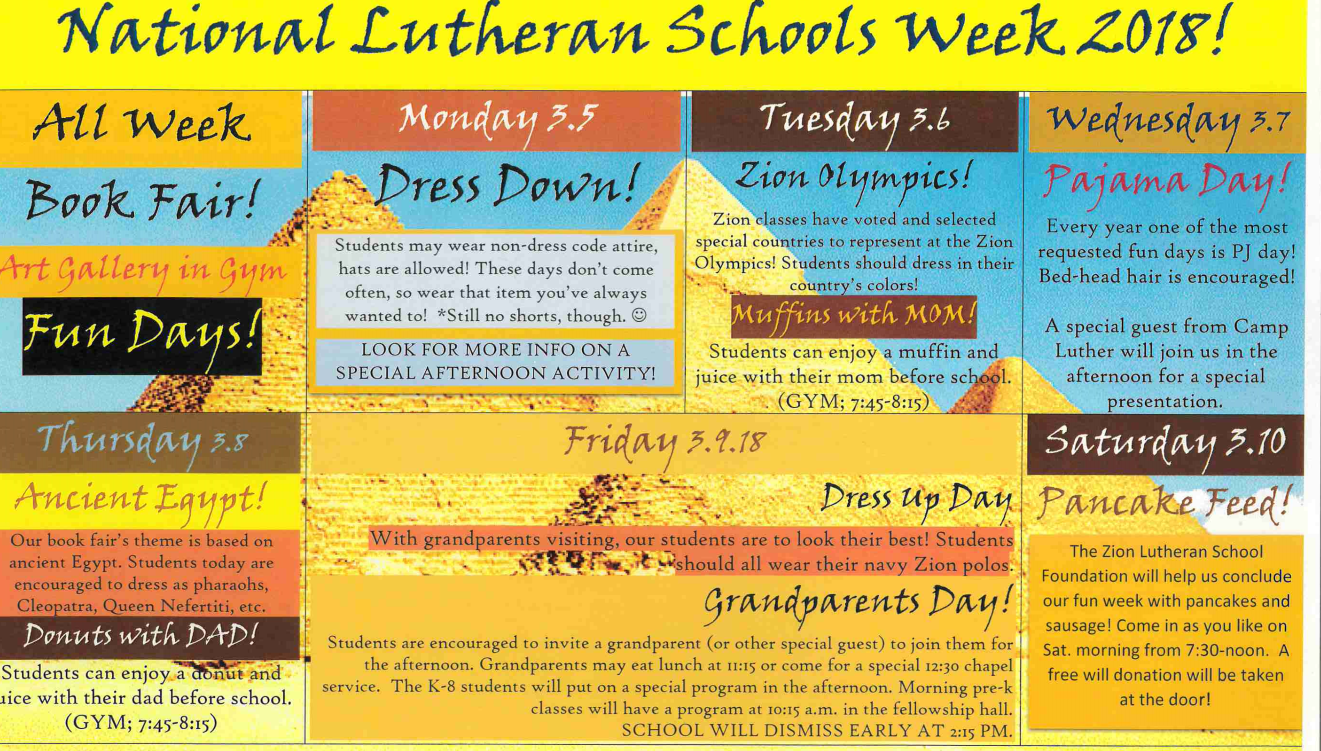 National Lutheran Schools Week 2018!
All Week
Book Fair!
Art Gallery in Gym
Fun Days!
Monday 3.5
Dress Down!
Students may wear non-dress code attire,
hats are allowed! These days don't come
often, so wear that item you've always
wanted to! *Still no shorts, though. ☺
LOOK FOR MORE INFO ON A
SPECIAL AFTERNOON ACTIVITY!
Tuesday 3.6
Zion Olympics!
Zion classes have voted and selected
special countries to represent at the Zion
Olympics! Students should dress in their
country's colors!
Muffins with MOM!
Students can enjoy a muffin and
juice with their mom before school.
(GYM; 7:45-8:15)
Wednesday 3.7
Pajama Day!
Every year one of the most
requested fun days is PJ day!
Bed-head hair is encouraged!
A special guest from Camp
Luther will join us in the
afternoon for a special
presentation.
Thursday 3.8
Ancient Egypt!
Our book fair's theme is based on
ancient Egypt. Students today are
encouraged to dress as pharaohs,
Cleopatra, Queen Nefertiti, etc.
Donuts with DAD!
Students can enjoy a donut and
juice with their dad before school.
(GYM; 7:45-8:15)
Friday 3.9.18
Dress Up Day
With grandparents visiting, our students are to look their best! Students
should all wear their navy Zion polos.
Grandparents Day!
Students are encouraged to invite a grandparent (or other special guest) to join them for
the afternoon. Grandparents may eat lunch at 11:15 or come for a special 12:30 chapel
service. The K-8 students will put on a special program in the afternoon. Morning pre-k
classes will have a program at 10:15 a.m. in the fellowship hall.
SCHOOL WILL DISMISS EARLY AT 2:15 PM.
Saturday 3.10
Pancake Feed!
The Zion Lutheran School
Foundation will help us conclude
our fun week with pancakes and
sausage! Come in as you like on
Sat. morning from 7:30-noon. A
free will donation will be taken
at the door!